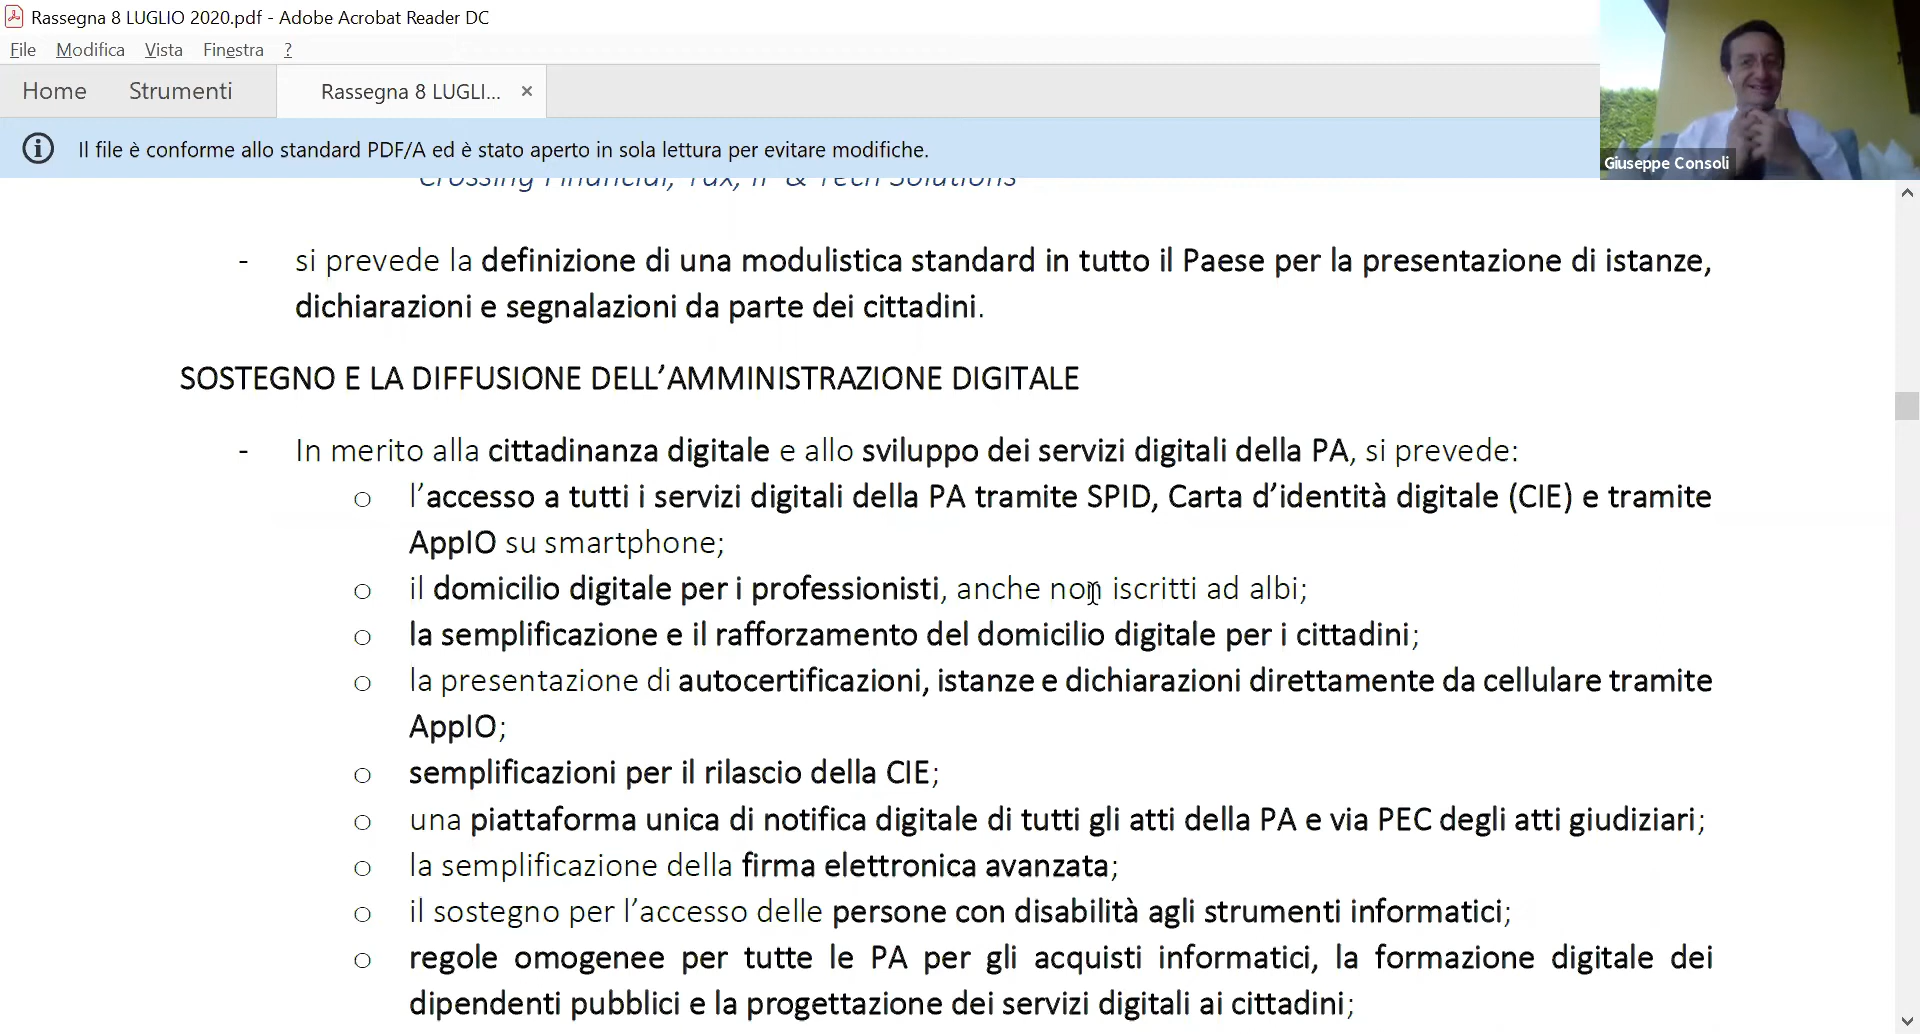 Rassegna 8 LUGLIO 2020.pdf - Adobe Acrobat Reader DC
File Modifica Vista Finestra ?
Home Strumenti Rassegna 8 LUGLI... ×
Il file è conforme allo standard PDF/A ed è stato aperto in sola lettura per evitare modifiche.
Giuseppe Consoli
Crossing Financial, Tax, IP & Tech Solutions
- si prevede la definizione di una modulistica standard in tutto il Paese per la presentazione di istanze,
dichiarazioni e segnalazioni da parte dei cittadini.
SOSTEGNO E LA DIFFUSIONE DELL’AMMINISTRAZIONE DIGITALE
- In merito alla cittadinanza digitale e allo sviluppo dei servizi digitali della PA, si prevede:
o l’accesso a tutti i servizi digitali della PA tramite SPID, Carta d’identità digitale (CIE) e tramite
AppIO su smartphone;
o il domicilio digitale per i professionisti, anche non iscritti ad albi;
o la semplificazione e il rafforzamento del domicilio digitale per i cittadini;
o la presentazione di autocertificazioni, istanze e dichiarazioni direttamente da cellulare tramite
AppIO;
o semplificazioni per il rilascio della CIE;
o una piattaforma unica di notifica digitale di tutti gli atti della PA e via PEC degli atti giudiziari;
o la semplificazione della firma elettronica avanzata;
o il sostegno per l’accesso delle persone con disabilità agli strumenti informatici;
o regole omogenee per tutte le PA per gli acquisti informatici, la formazione digitale dei
dipendenti pubblici e la progettazione dei servizi digitali ai cittadini;